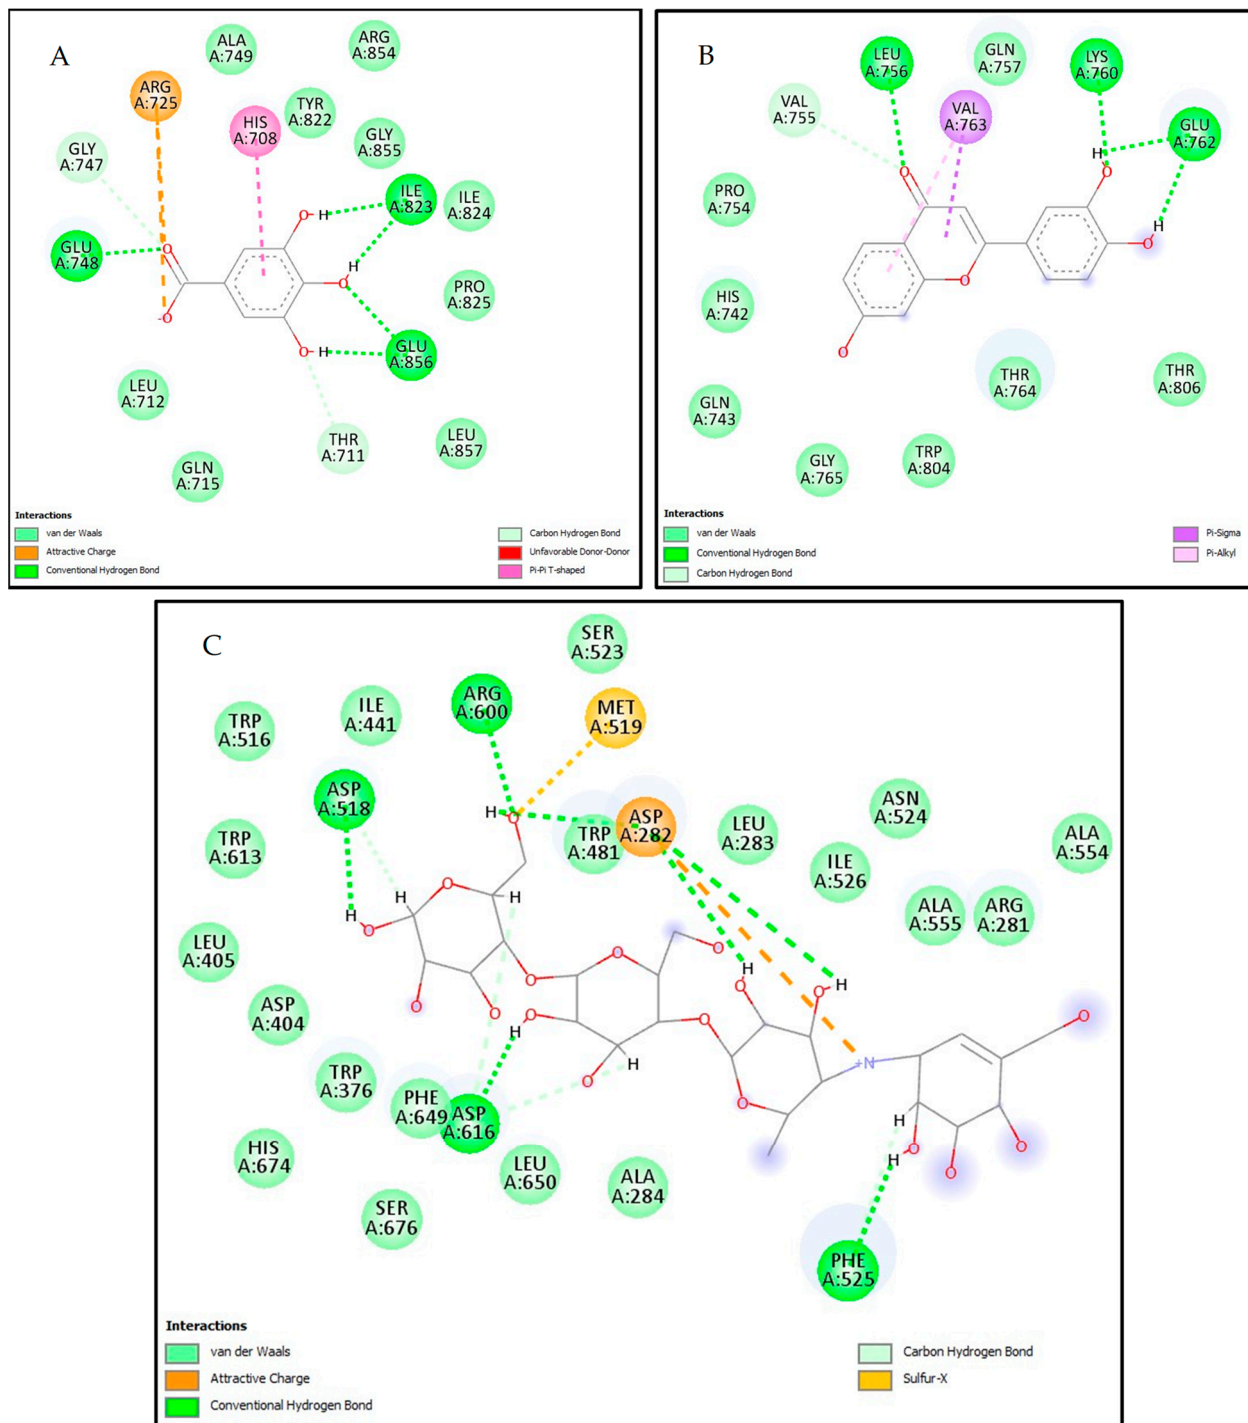 A
ALA
A:749
ARG
A:854
ARG
A:725
HIS
A:708
TYR
A:822
GLY
A:855
GLY
A:747
ILE
A:823
ILE
A:824
GLU
A:748
O
O
H
H
O
-O
O
H
PRO
A:825
GLU
A:856
LEU
A:712
THR
A:711
LEU
A:857
GLN
A:715
Interactions
van der Waals
Attractive Charge
Conventional Hydrogen Bond
Carbon Hydrogen Bond
Unfavorable Donor-Donor
Pi-Pi T-shaped
B
LEU
A:756
GLN
A:757
LYS
A:760
VAL
A:755
VAL
A:763
GLU
A:762
H
O
O
PRO
A:754
H
O
O
HIS
A:742
O
THR
A:764
THR
A:806
GLN
A:743
GLY
A:765
TRP
A:804
Interactions
van der Waals
Conventional Hydrogen Bond
Carbon Hydrogen Bond
Pi-Sigma
Pi-Alkyl
C
SER
A:523
ARG
A:600
MET
A:519
ILE
A:441
TRP
A:516
ASP
A:518
H
O
TRP
A:481
ASP
A:282
LEU
A:283
ASN
A:524
ALA
A:554
TRP
A:613
ILE
A:526
ALA
A:555
ARG
A:281
O
H
H
H
O
LEU
A:405
O
O
H
O
O
H
O
O
O
O
ASP
A:404
H
O
O
+N
O
TRP
A:376
PHE
A:649
ASP
A:616
O
H
O
H
O
H
O
O
HIS
A:674
LEU
A:650
ALA
A:284
SER
A:676
PHE
A:525
Interactions
van der Waals
Attractive Charge
Conventional Hydrogen Bond
Carbon Hydrogen Bond
Sulfur-X